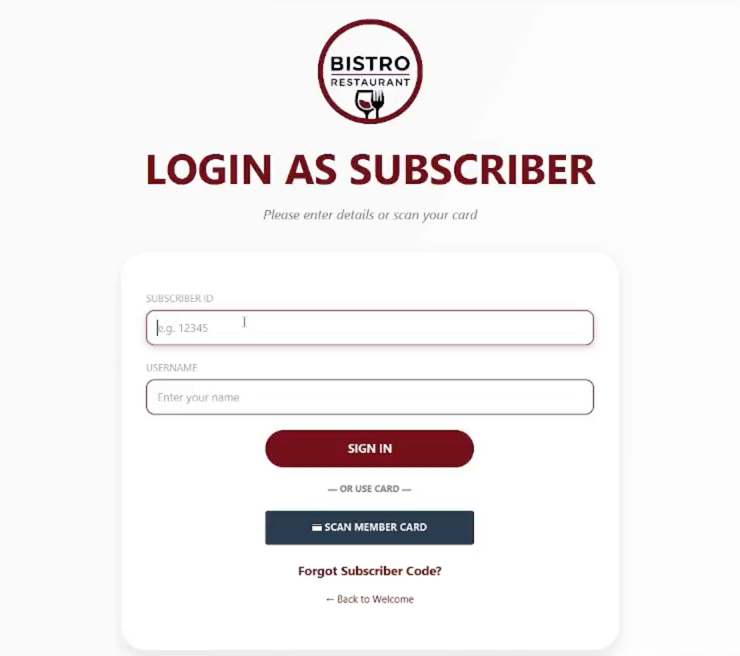 BISTRO
RESTAURANT
LOGIN AS SUBSCRIBER
Please enter details or scan your card
SUBSCRIBER ID
e.g. 12345
USERNAME
Enter your name
SIGN IN
— OR USE CARD —
SCAN MEMBER CARD
Forgot Subscriber Code?
← Back to Welcome